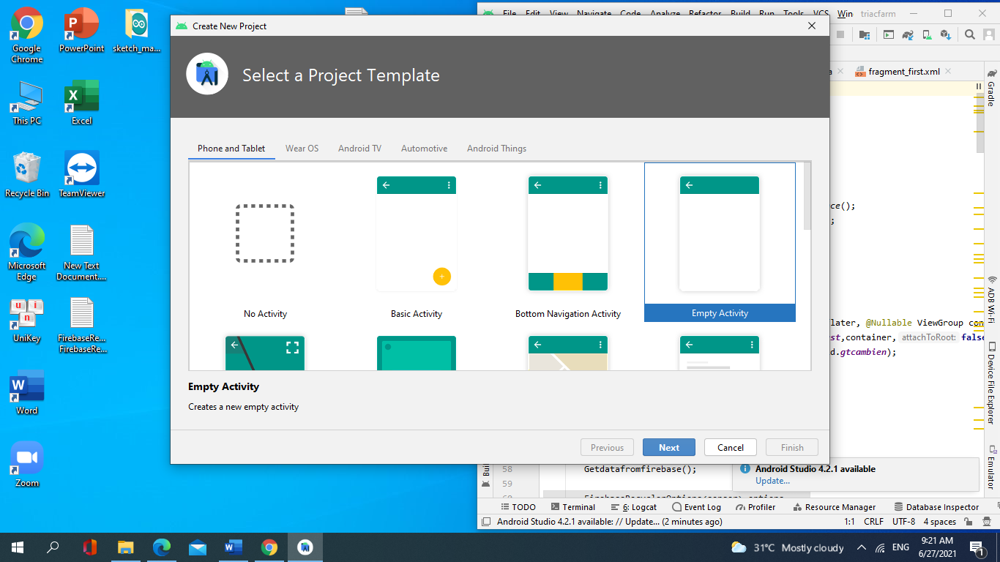 Google
Chrome
PowerPoint
sketch_ma...
This PC
Excel
Recycle Bin
TeamViewer
Microsoft
Edge
New Text
Document....
UniKey
FirebaseRe...
FirebaseRe...
Word
Zoom
File Edit View Navigate Code Analyze Refactor Build Run Tools VCS Win triacfarm
Create New Project
Select a Project Template
Phone and Tablet Wear OS Android TV Automotive Android Things
No Activity
Basic Activity
Bottom Navigation Activity
Empty Activity
Empty Activity
Creates a new empty activity
Previous Next Cancel Finish
a fragment_first.xml
ce();
;
later, @Nullable ViewGroup con
st,container, attachToRoot: false
d.gtcambien);
Gradle
ADB Wi-Fi
Device File Explorer
Emulator
58 Getdatafromfirebase();
59
Android Studio 4.2.1 available
Update...
TODO Terminal 6: Logcat Event Log Profiler Resource Manager Database Inspector
Android Studio 4.2.1 available: // Update... (2 minutes ago) 1:1 CRLF UTF-8 4 spaces
31°C Mostly cloudy ENG
9:21 AM
6/27/2021
1